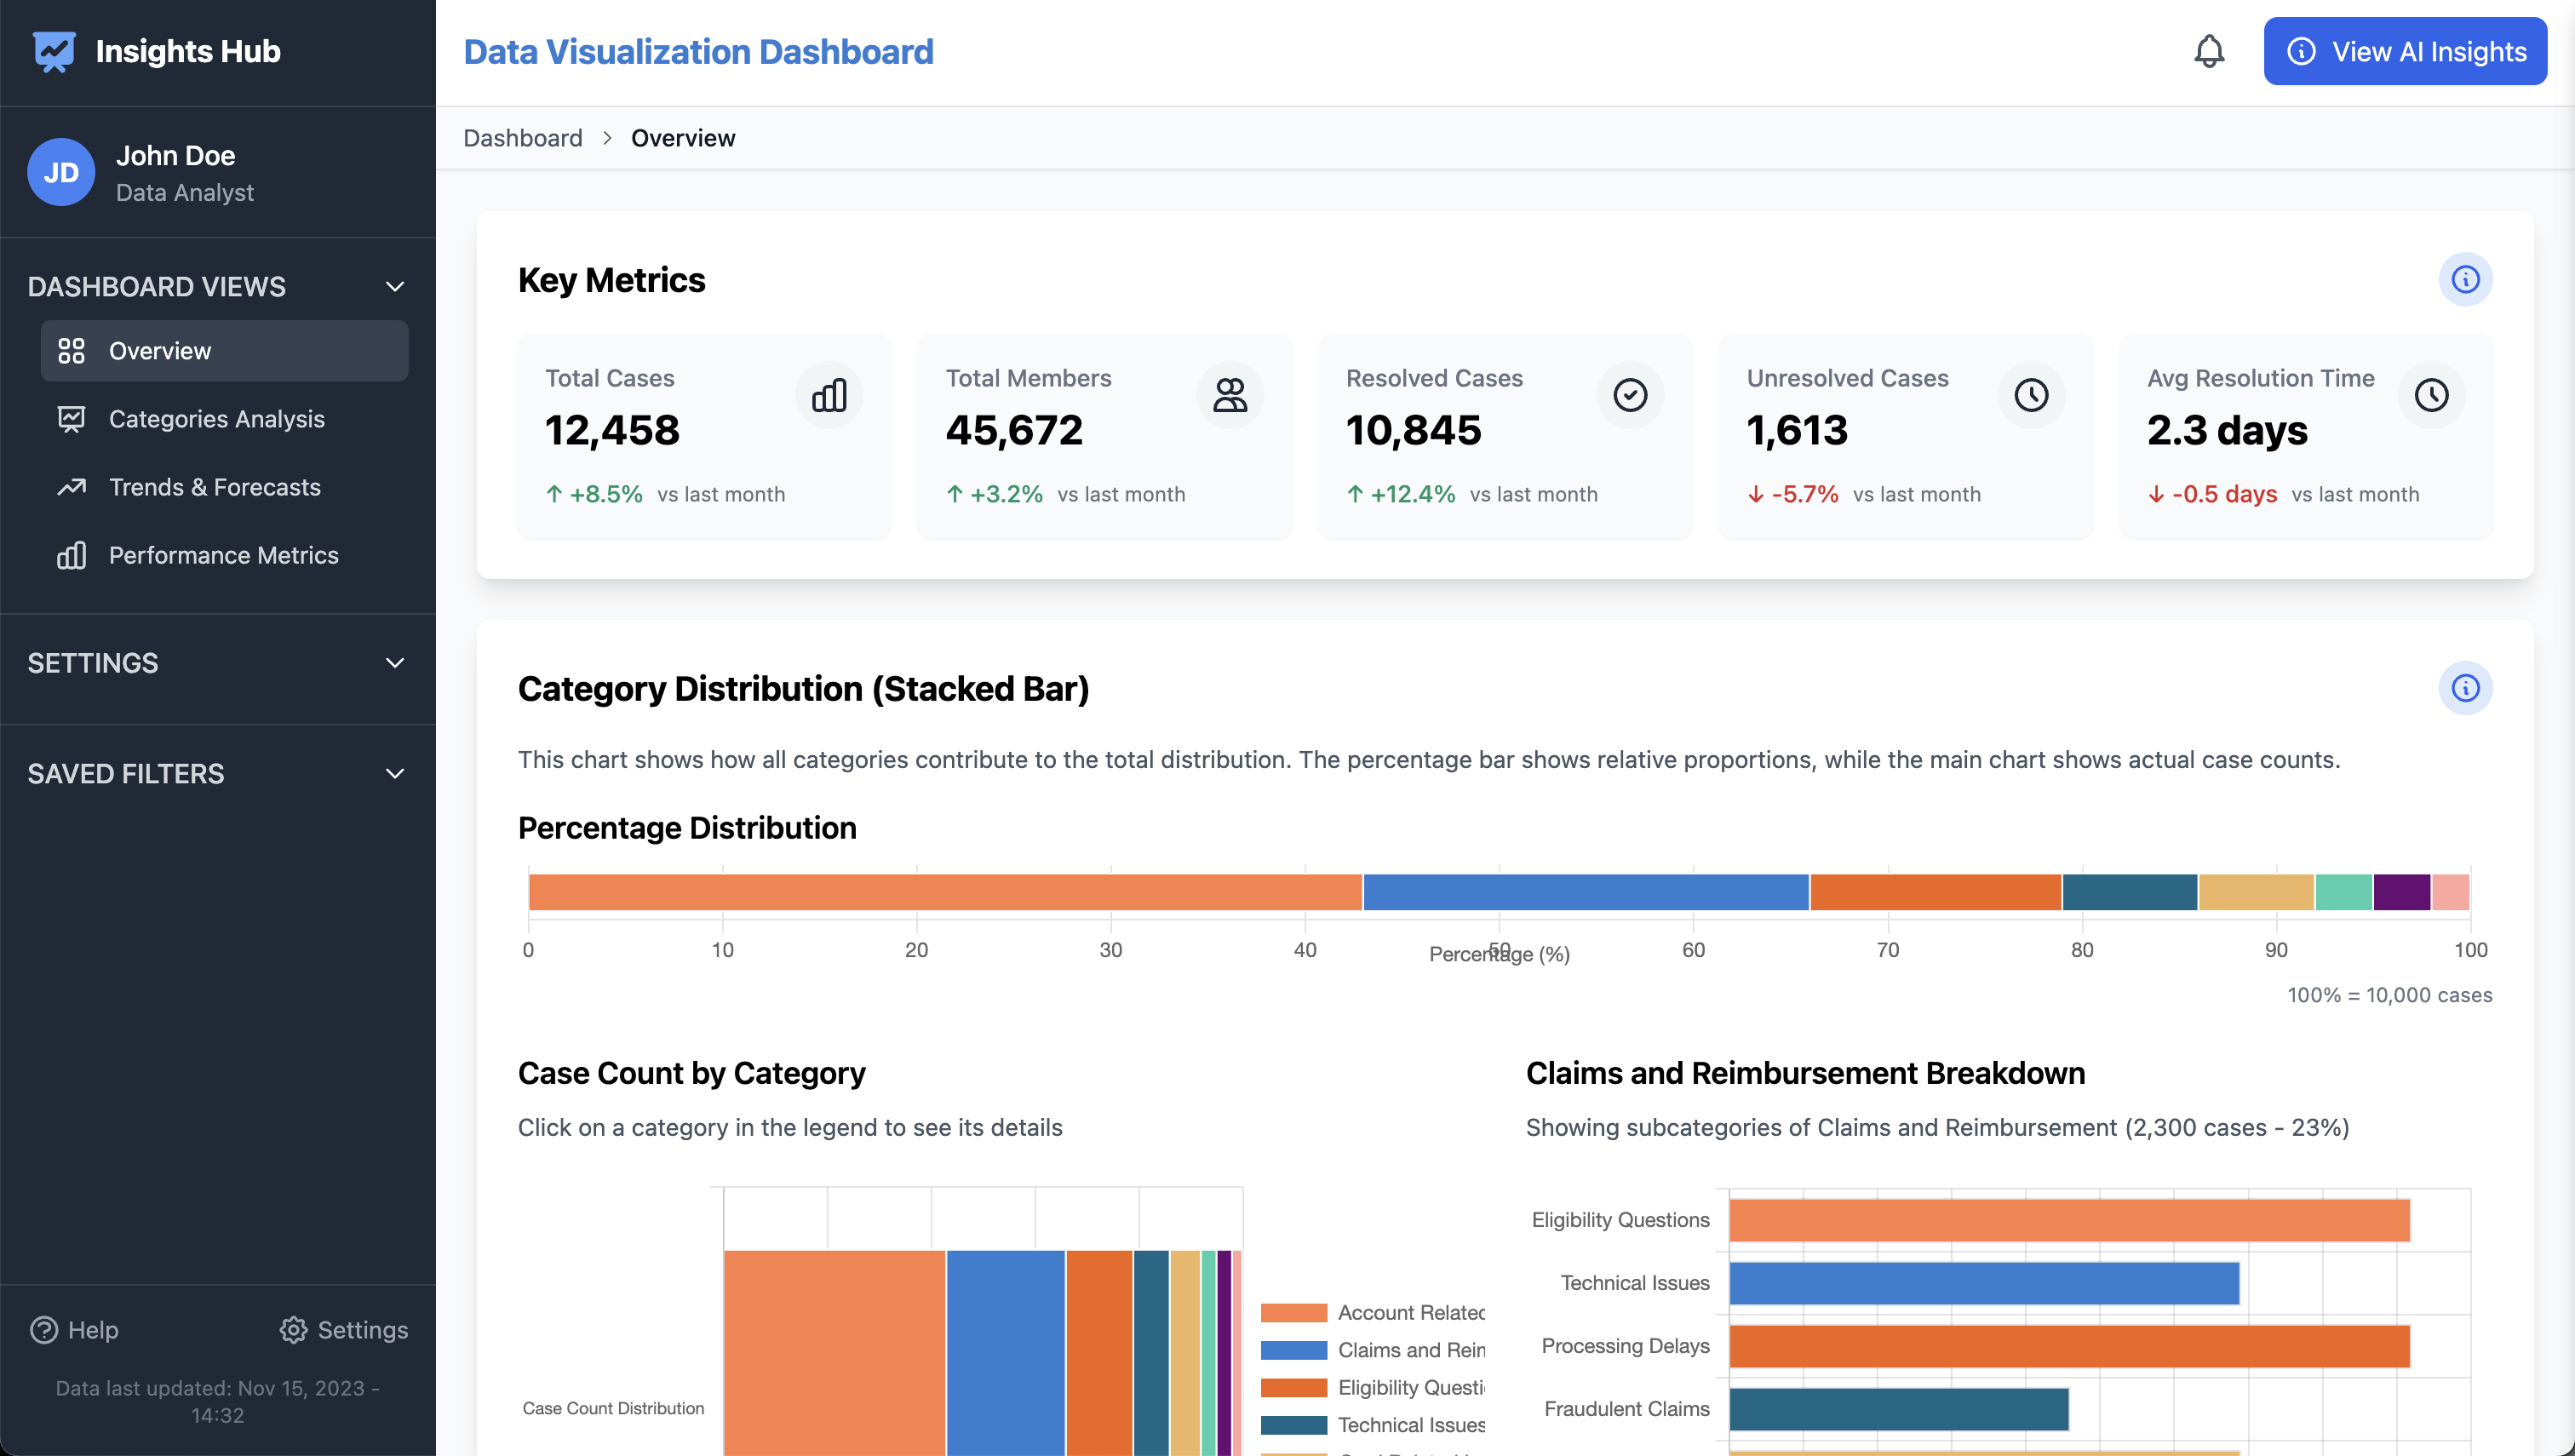 Insights Hub
JD
John Doe
Data Analyst
DASHBOARD VIEWS
Overview
Categories Analysis
Trends & Forecasts
Performance Metrics
SETTINGS
SAVED FILTERS
Help
Settings
Data last updated: Nov 15, 2023 -
14:32
Data Visualization Dashboard
View AI Insights
Dashboard > Overview
Key Metrics
Total Cases
12,458
↑ +8.5% vs last month
Total Members
45,672
↑ +3.2% vs last month
Resolved Cases
10,845
↑ +12.4% vs last month
Unresolved Cases
1,613
↓ -5.7% vs last month
Avg Resolution Time
2.3 days
↓ -0.5 days vs last month
Category Distribution (Stacked Bar)
This chart shows how all categories contribute to the total distribution. The percentage bar shows relative proportions, while the main chart shows actual case counts.
Percentage Distribution
0 10 20 30 40 50 60 70 80 90 100
Percentage (%)
100% = 10,000 cases
Case Count by Category
Click on a category in the legend to see its details
Case Count Distribution
Account Related
Claims and Rein
Eligibility Questi
Technical Issues
Claims and Reimbursement Breakdown
Showing subcategories of Claims and Reimbursement (2,300 cases - 23%)
Eligibility Questions
Technical Issues
Processing Delays
Fraudulent Claims